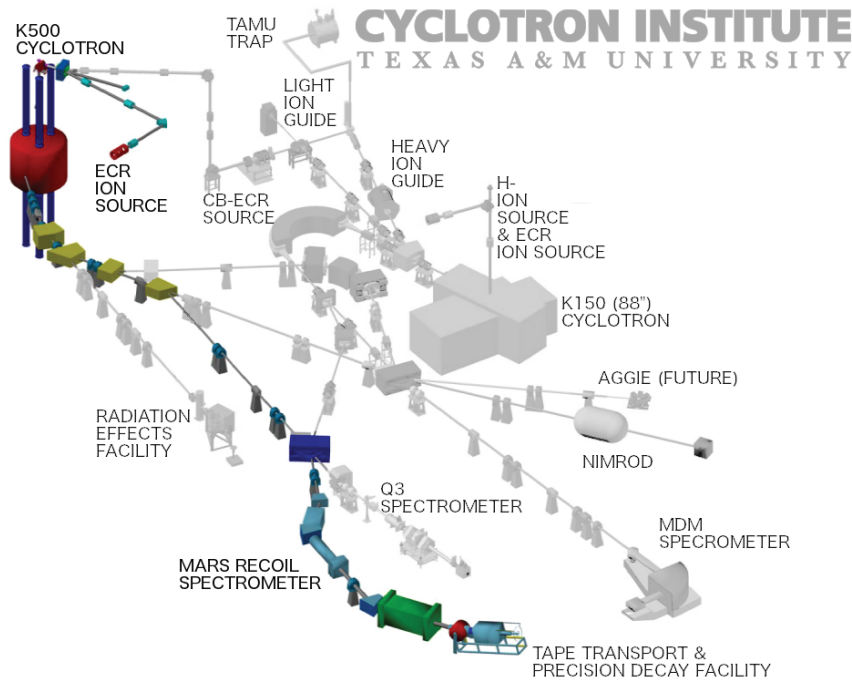 CYCLOTRON INSTITUTE
TEXAS A&M UNIVERSITY
K500
CYCLOTRON
TAMU
TRAP
LIGHT
ION
GUIDE
HEAVY
ION
GUIDE
ECR
ION
SOURCE
CB-ECR
SOURCE
H-
ION
SOURCE
& ECR
ION SOURCE
K150 (88")
CYCLOTRON
AGGIE (FUTURE)
RADIATION
EFFECTS
FACILITY
NIMROD
Q3
SPECTROMETER
MDM
SPECROMETER
MARS RECOIL
SPECTROMETER
TAPE TRANSPORT &
PRECISION DECAY FACILITY